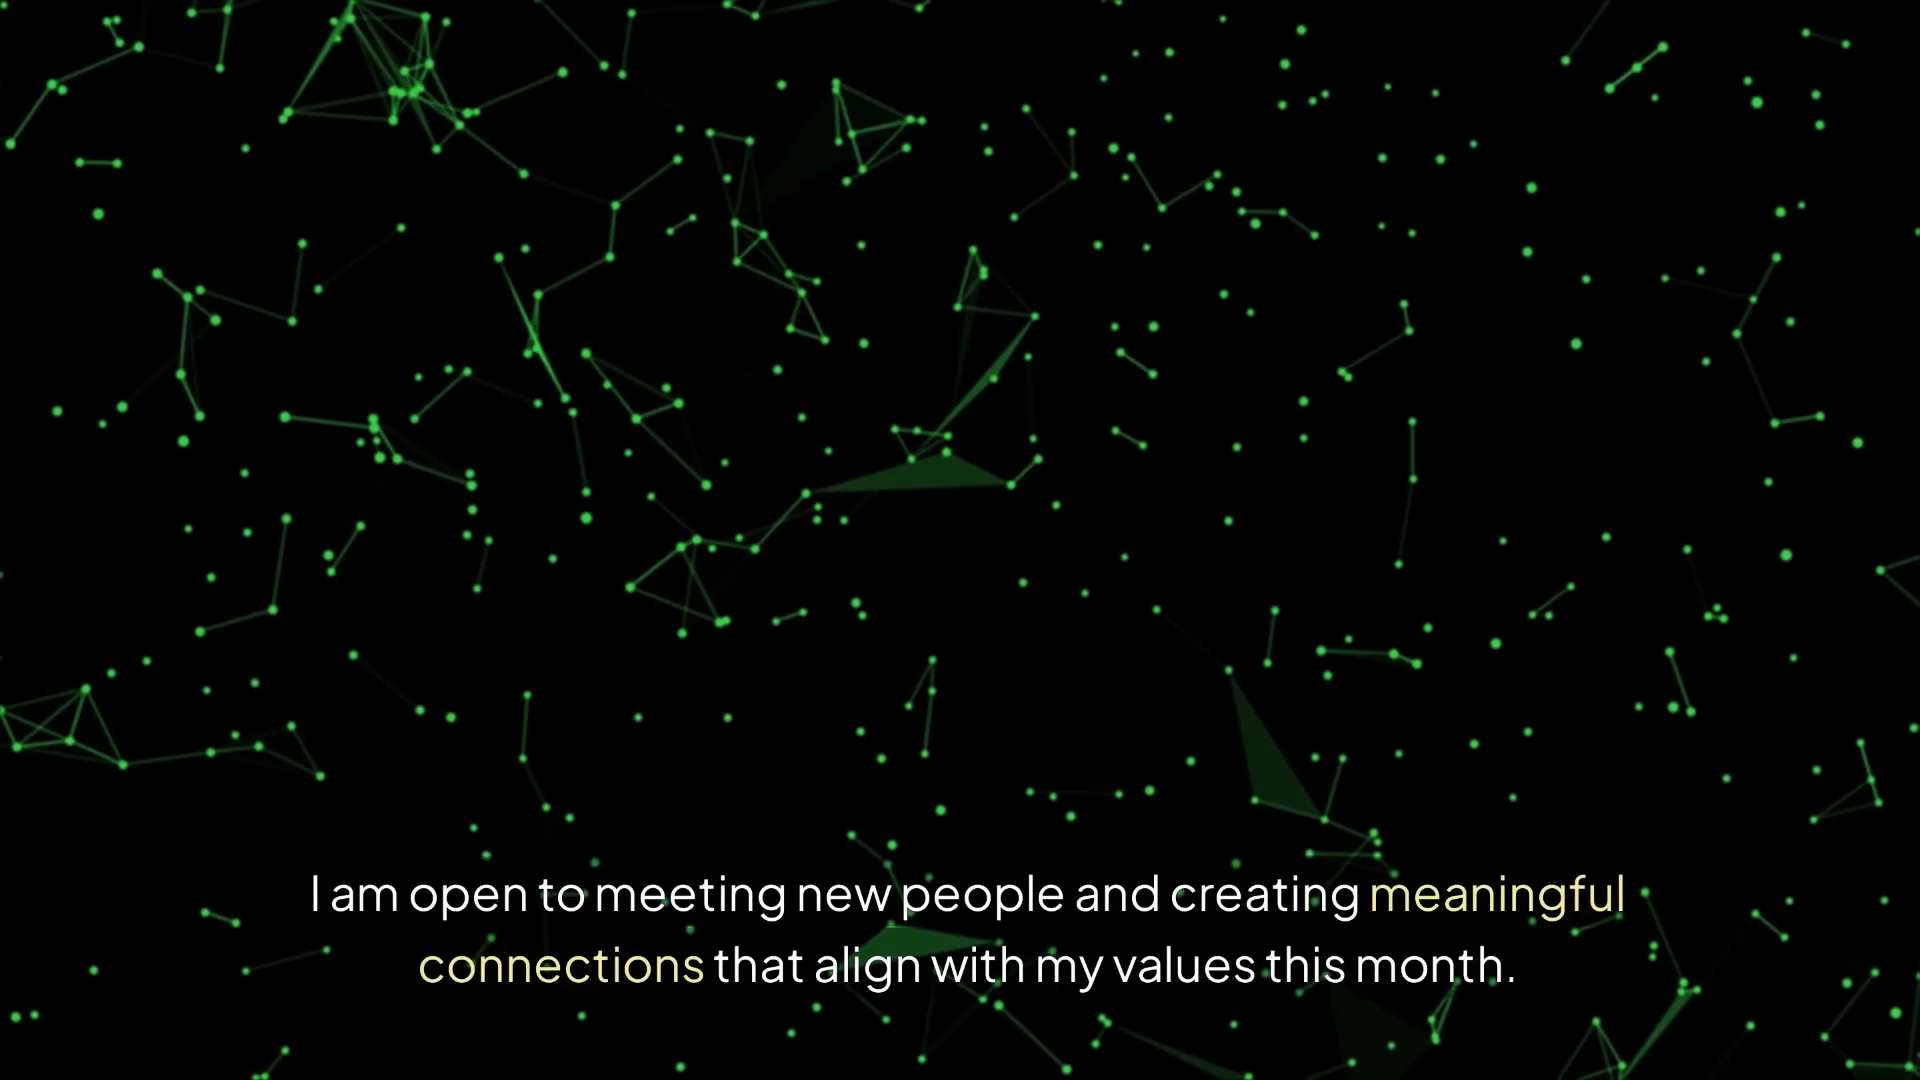 I am open to meeting new people and creating meaningful
connections that align with my values this month.